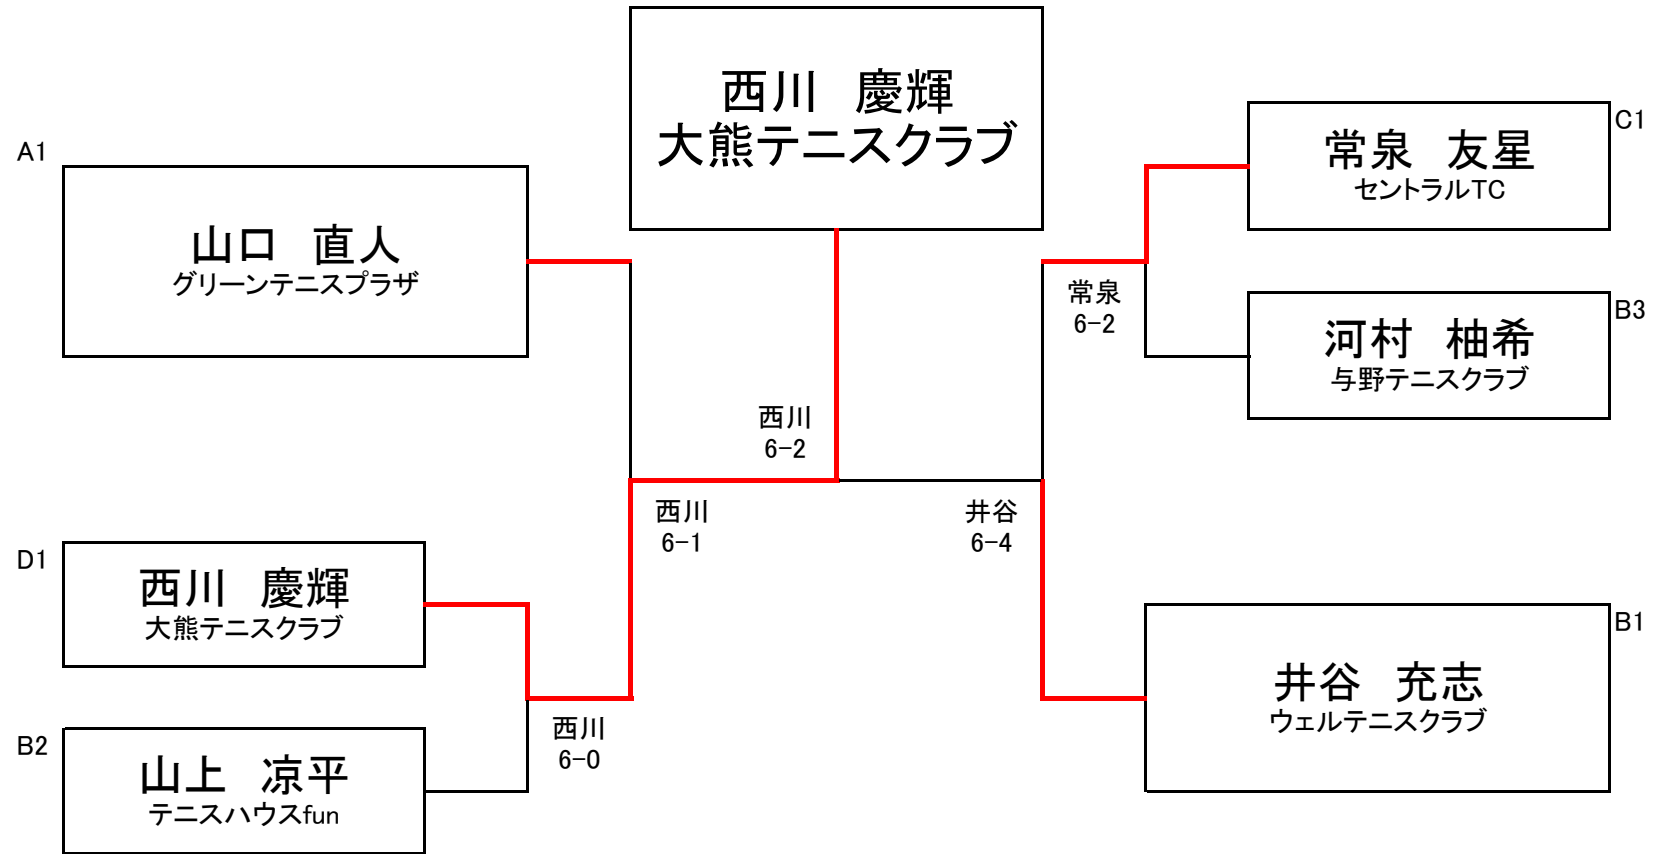 西川　慶輝
大熊テニスクラブ
A1
山口　直人
グリーンテニスプラザ
C1
常泉　友星
セントラルTC
常泉
6-2
B3
河村　柚希
与野テニスクラブ
西川
6-2
西川
6-1
井谷
6-4
D1
西川　慶輝
大熊テニスクラブ
B2
山上　凉平
テニスハウスfun
西川
6-0
B1
井谷　充志
ウェルテニスクラブ